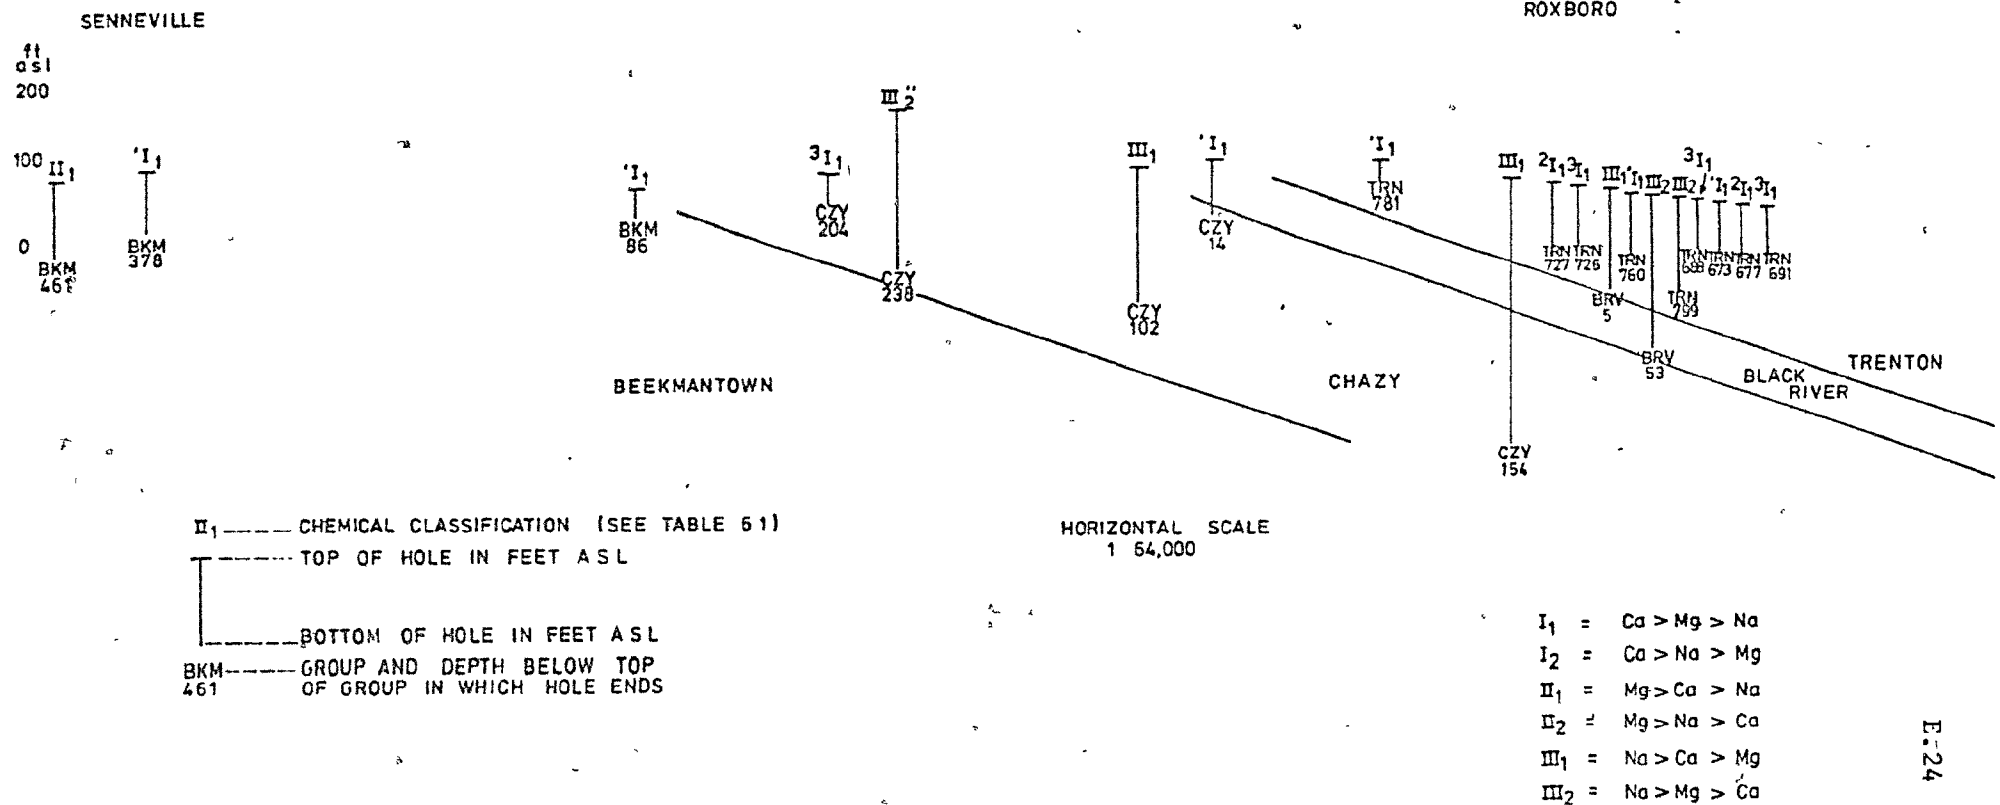 SENNEVILLE
ROXBORO
ft
asl
200
100
0
II1
BKM
461
'I1
BKM
378
'I1
BKM
86
3I1
CZY
204
III2"
CZY
238
III1
CZY
102
'I1
CZY
14
'I1
TRN
781
III1
CZY
154
2I1
TRN
727
3I1
TRN
726
III1
BRV
5
'I1
TRN
760
III2
BRV
53
III2
TRN
799
3I1
TRN
688
'I1
TRN
673
2I1
TRN
677
3I1
TRN
691
BEEKMANTOWN
CHAZY
BLACK
RIVER
TRENTON
II1 CHEMICAL CLASSIFICATION (SEE TABLE 6 1)
TOP OF HOLE IN FEET A S L
BOTTOM OF HOLE IN FEET A S L
BKM GROUP AND DEPTH BELOW TOP
461 OF GROUP IN WHICH HOLE ENDS
HORIZONTAL SCALE
1 64,000
I1 = Ca > Mg > Na
I2 = Ca > Na > Mg
II1 = Mg > Ca > Na
II2 = Mg > Na > Ca
III1 = Na > Ca > Mg
III2 = Na > Mg > Ca
E.24